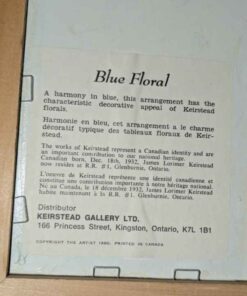 Blue Floral
A harmony in blue, this arrangement has the
characteristic decorative appeal of Keirstead
florals.
Harmonie en bleu, cet arrangement a le charme
décoratif typique des tableaux floraux de Keir-
stead.
The works of Keirstead represent a Canadian identity and are
an important contribution to our national heritage.
Canadian born, Dec. 18th, 1932, James Lorimer Keirstead
now resides at R.R. #1, Glenburnie, Ontario.
L'oeuvre de Keirstead représente une identité canadienne et
constitue une contribution importante à notre héritage national.
Né au Canada, le 18 décembre 1932, James Lorimer Keirstead
habite maintenant à la R.R. #1, Glenburnie, Ontario.
Distributor
KEIRSTEAD GALLERY LTD.
166 Princess Street, Kingston, Ontario, K7L 1B1
COPYRIGHT THE ARTIST 1980. PRINTED IN CANADA